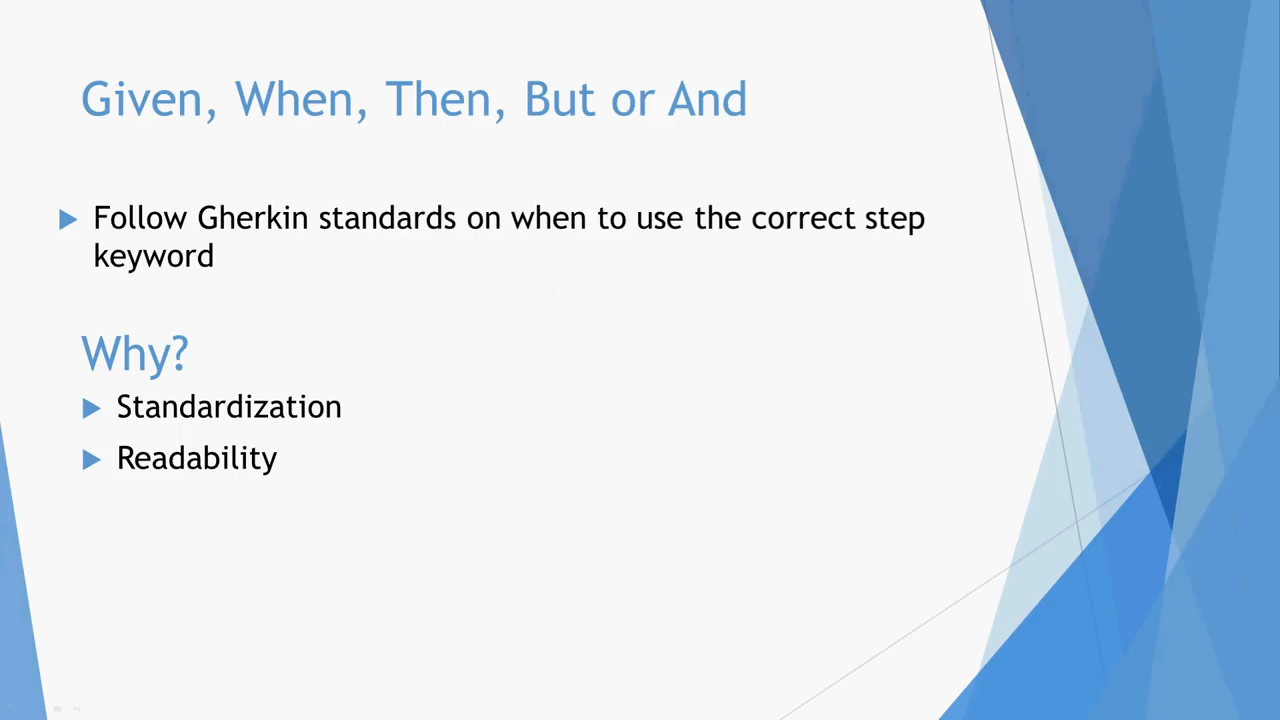 Given, When, Then, But or And
Follow Gherkin standards on when to use the correct step
keyword
Why?
Standardization
Readability